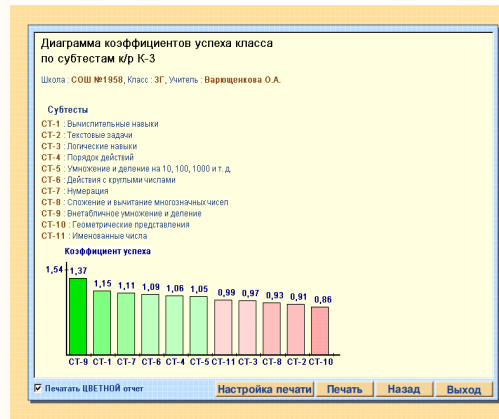 Диаграмма коэффициентов успеха класса
по субтестам к/р К-3
Школа : СОШ №1958, Класс : 3Г, Учитель : Варющенкова О.А.
Субтесты
СТ-1 : Вычислительные навыки
СТ-2 : Текстовые задачи
СТ-3 : Логические навыки
СТ-4 : Порядок действий
СТ-5 : Умножение и деление на 10, 100, 1000 и т. д.
СТ-6 : Действия с круглыми числами
СТ-7 : Нумерация
СТ-8 : Сложение и вычитание многозначных чисел
СТ-9 : Внетабличное умножение и деление
СТ-10 : Геометрические представления
СТ-11 : Именованные числа
Коэффициент успеха
1,54 1,37 1,15 1,11 1,09 1,06 1,05 0,99 0,97 0,93 0,91 0,86
СТ-9 СТ-1 СТ-7 СТ-6 СТ-4 СТ-5 СТ-11 СТ-3 СТ-8 СТ-2 СТ-10
Печатать ЦВЕТНОЙ отчет Настройка печати Печать Назад Выход